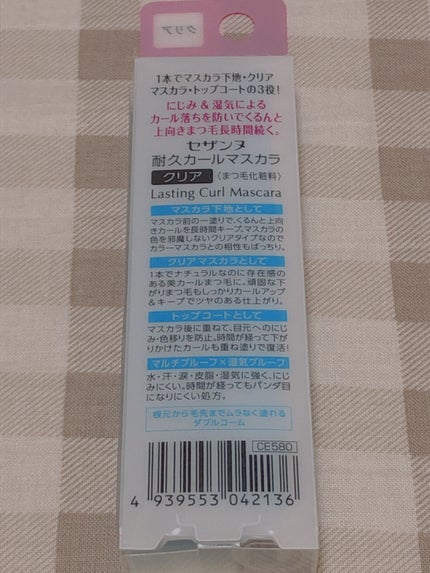 クリア
1本でマスカラ下地・クリア
マスカラ・トップコートの3役!
にじみ & 湿気による
カール落ちを防いでくるんと
上向きまつ毛長時間続く。
セザンヌ
耐久カールマスカラ
クリア (まつ毛化粧料)
Lasting Curl Mascara
マスカラ下地として
マスカラ前の一塗りで、くるんと上向
きカールを長時間キープ。マスカラの
色を邪魔しないクリアタイプなので
カラーマスカラとの相性もばっちり。
クリアマスカラとして
1本でナチュラルなのに存在感の
ある美カールまつ毛に。頑固な下
がりまつ毛もしっかりカールアップ
&キープでツヤのある仕上がり。
トップコートとして
マスカラ後に重ねて、目元へのにじ
み・色移りを防止。時間が経って下が
りかけたカールも重ね塗りで復活!
マルチプルーフ×湿気プルーフ
水・汗・涙・皮脂・湿気に強く、にじ
みにくい。時間が経ってもパンダ目
になりにくい処方。
根元から毛先までムラなく塗れる
ダブルコーム
CE580
4 939553 042136